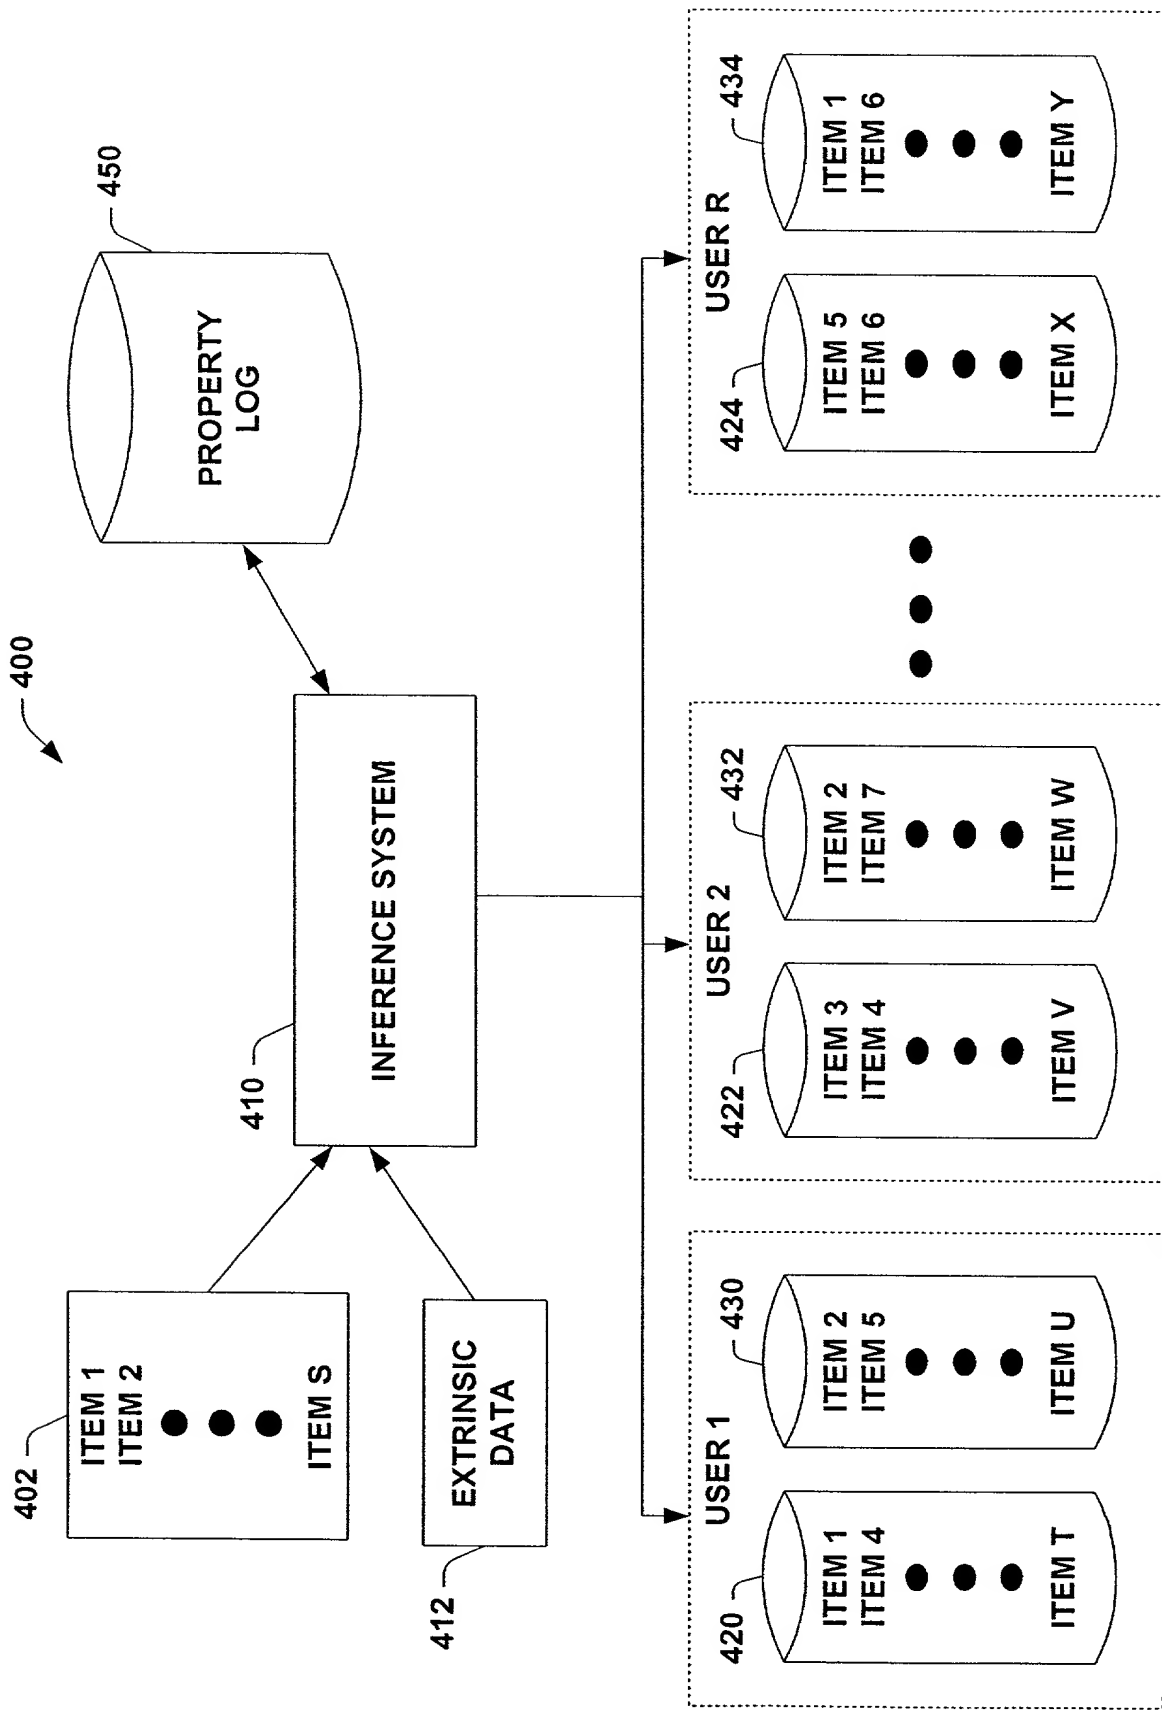 400
402
ITEM 1
ITEM 2
ITEM S
412
EXTRINSIC
DATA
410
INFERENCE SYSTEM
450
PROPERTY
LOG
USER 1
420
ITEM 1
ITEM 4
ITEM T
430
ITEM 2
ITEM 5
ITEM U
USER 2
422
ITEM 3
ITEM 4
ITEM V
432
ITEM 2
ITEM 7
ITEM W
USER R
424
ITEM 5
ITEM 6
ITEM X
434
ITEM 1
ITEM 6
ITEM Y